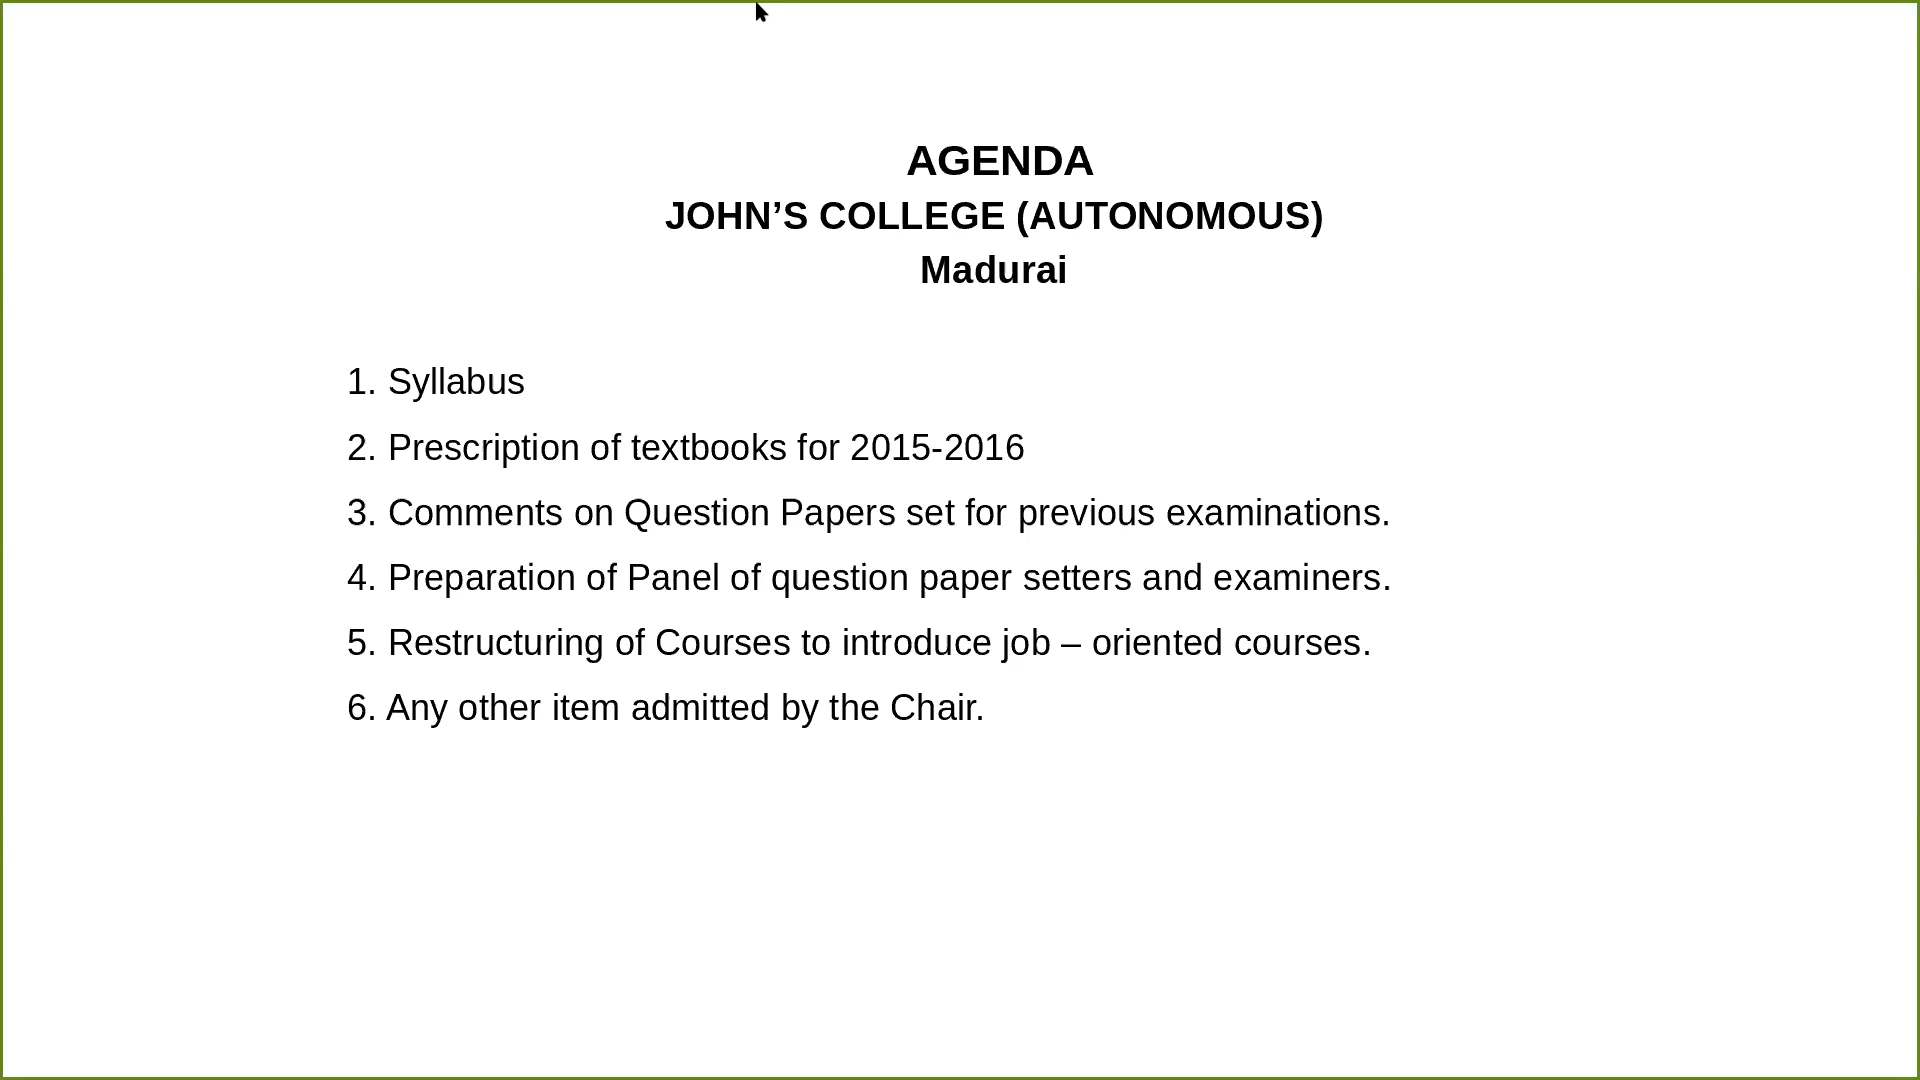 AGENDA
JOHN’S COLLEGE (AUTONOMOUS)
Madurai
1. Syllabus
2. Prescription of textbooks for 2015-2016
3. Comments on Question Papers set for previous examinations.
4. Preparation of Panel of question paper setters and examiners.
5. Restructuring of Courses to introduce job – oriented courses.
6. Any other item admitted by the Chair.